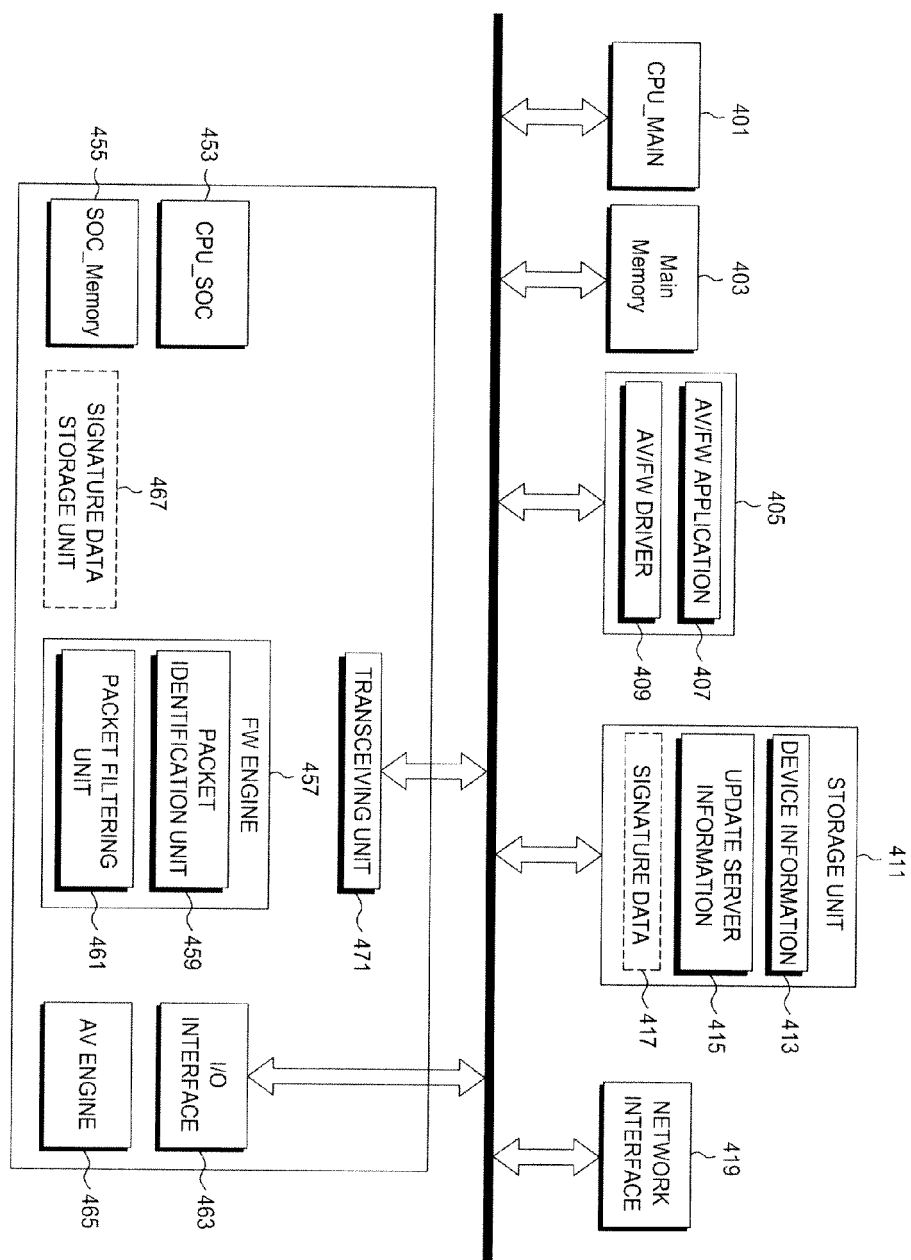 401
CPU_MAIN
403
Main
Memory
405
AV/FW APPLICATION
407
AV/FW DRIVER
409
411
STORAGE UNIT
DEVICE INFORMATION
413
UPDATE SERVER
INFORMATION
415
SIGNATURE DATA
417
419
NETWORK
INTERFACE
453
CPU_SOC
455
SOC_Memory
SIGNATURE DATA
STORAGE UNIT
467
TRANSCEIVING UNIT
471
457
FW ENGINE
PACKET
IDENTIFICATION UNIT
459
PACKET FILTERING
UNIT
461
I/O
INTERFACE
463
AV ENGINE
465